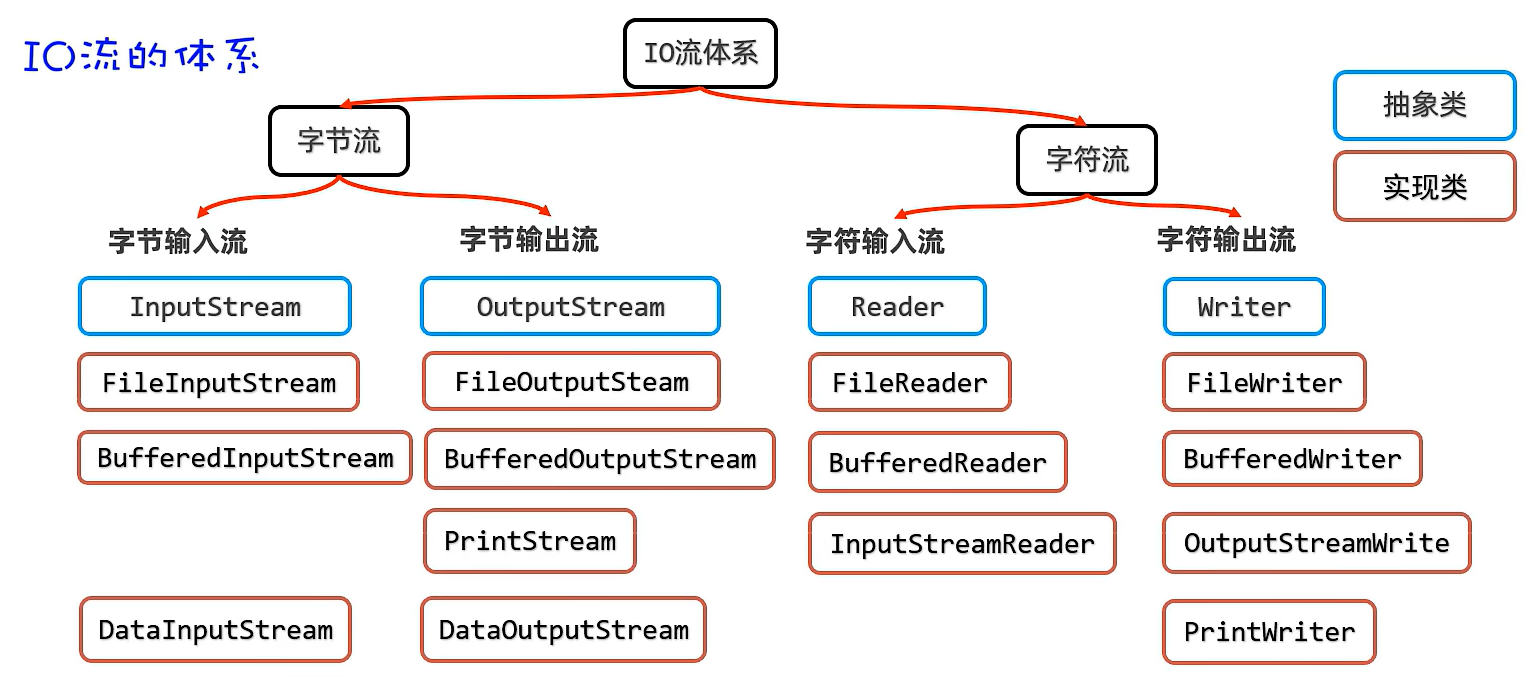 IO流的体系
IO流体系
抽象类
实现类
字节流
字符流
字节输入流
字节输出流
字符输入流
字符输出流
InputStream
OutputStream
Reader
Writer
FileInputStream
FileOutputSteam
FileReader
FileWriter
BufferedInputStream
BufferedOutputStream
BufferedReader
BufferedWriter
PrintStream
InputStreamReader
OutputStreamWrite
DataInputStream
DataOutputStream
PrintWriter